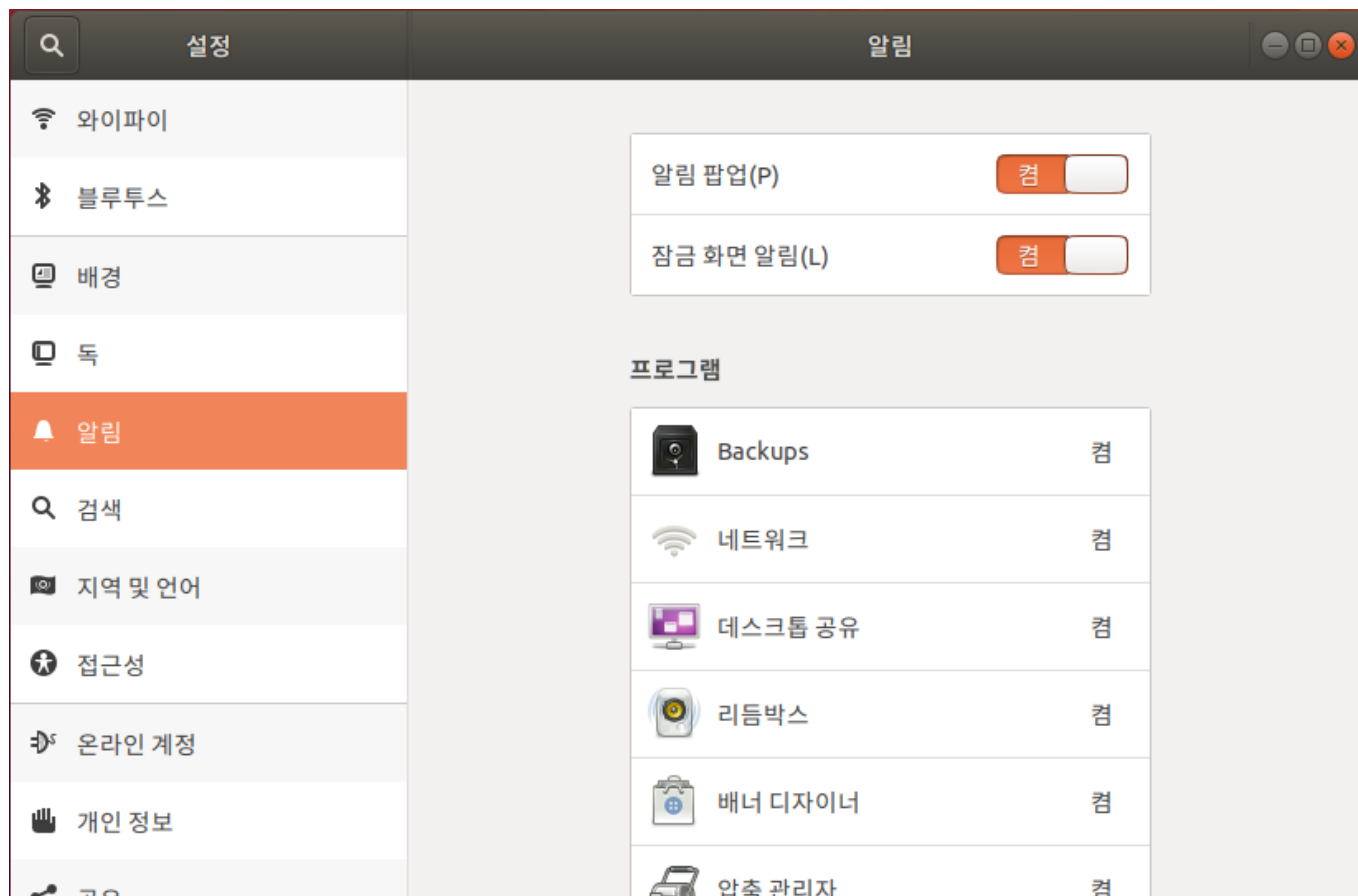 설정
알림
와이파이
블루투스
배경
독
알림
검색
지역 및 언어
접근성
온라인 계정
개인 정보
알림 팝업(P) 켬
잠금 화면 알림(L) 켬
프로그램
Backups 켬
네트워크 켬
데스크톱 공유 켬
리듬박스 켬
배너 디자이너 켬
압축 관리자 켬